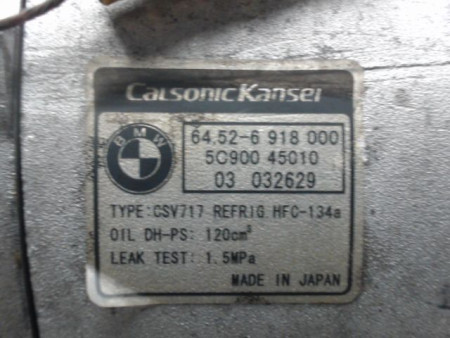 CalsonicKansei
BMW
64.52-6 918 000
5C900 45010
03 032629
TYPE:CSV717 REFRIG HFC-134a
OIL DH-PS: 120cm³
LEAK TEST: 1.5MPa
MADE IN JAPAN